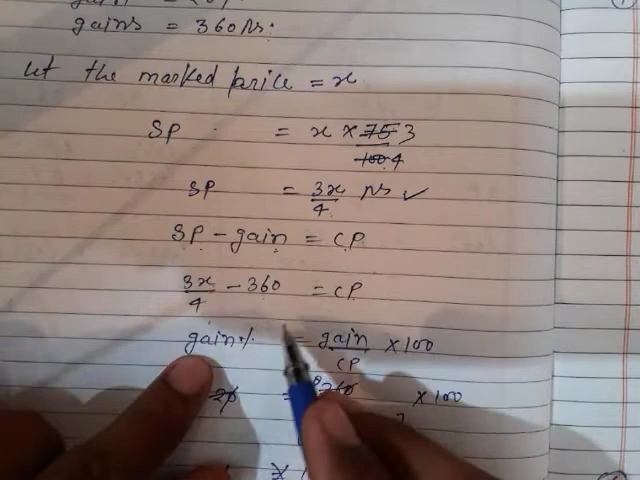 gains = 360 Rs.
let the marked price = x
SP = x × 75 3
100 4
SP = 3x/4 Rs ✓
SP - gain = CP
3x/4 - 360 = CP
gain% = gain/CP × 100
= 360 × 100